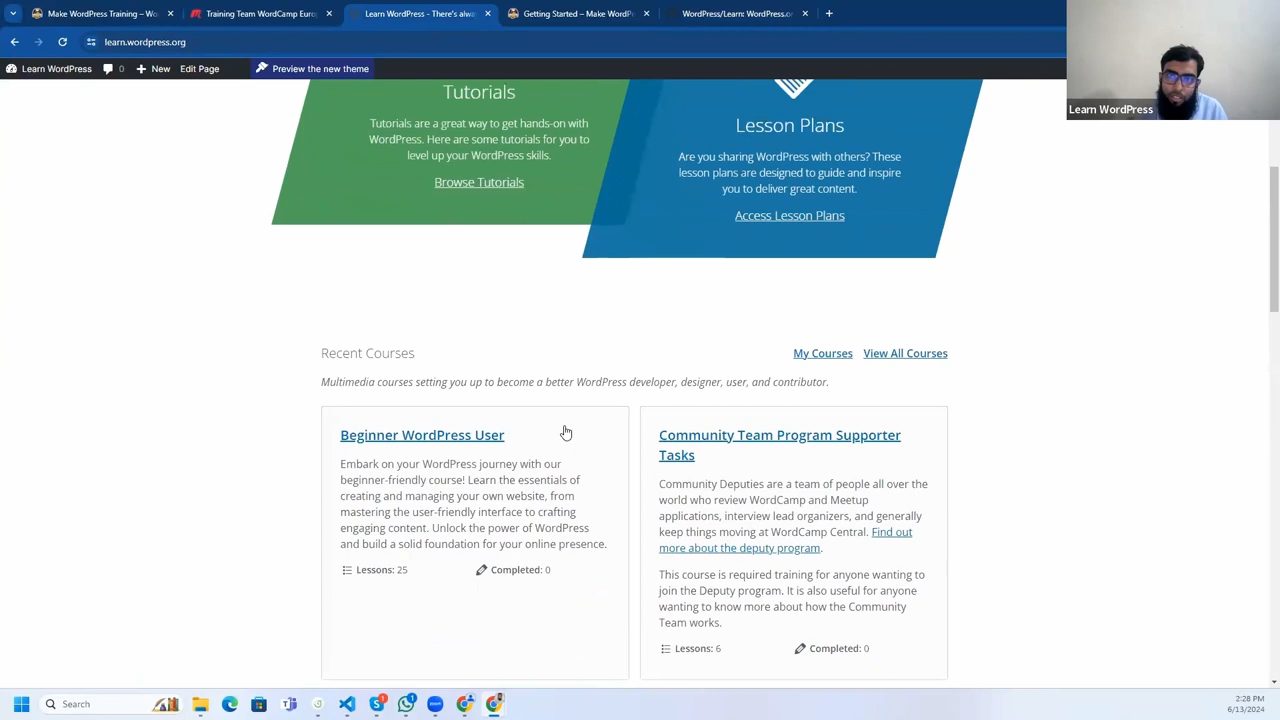 Make WordPress Training – Wo
Training Team WordCamp Euro
Learn WordPress - There's alwa
Getting Started – Make WordP
WordPress/Learn: WordPress.or
learn.wordpress.org
Learn WordPress
0
New
Edit Page
Preview the new theme
Learn WordPress
Tutorials
Tutorials are a great way to get hands-on with
WordPress. Here are some tutorials for you to
level up your WordPress skills.
Browse Tutorials
Lesson Plans
Are you sharing WordPress with others? These
lesson plans are designed to guide and inspire
you to deliver great content.
Access Lesson Plans
Recent Courses
My Courses
View All Courses
Multimedia courses setting you up to become a better WordPress developer, designer, user, and contributor.
Beginner WordPress User
Embark on your WordPress journey with our
beginner-friendly course! Learn the essentials of
creating and managing your own website, from
mastering the user-friendly interface to crafting
engaging content. Unlock the power of WordPress
and build a solid foundation for your online presence.
Lessons: 25
Completed: 0
Community Team Program Supporter
Tasks
Community Deputies are a team of people all over the
world who review WordCamp and Meetup
applications, interview lead organizers, and generally
keep things moving at WordCamp Central. Find out
more about the deputy program.
This course is required training for anyone wanting to
join the Deputy program. It is also useful for anyone
wanting to know more about how the Community
Team works.
Lessons: 6
Completed: 0
Search
1
1
2:28 PM
6/13/2024